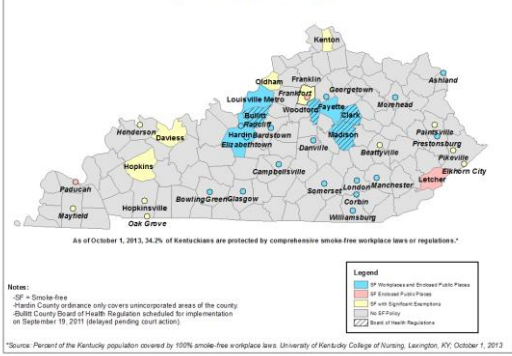 Kenton
Ashland
Oldham
Franklin
Frankfort
Georgetown
Louisville Metro
Woodford
Fayette
Clark
Morehead
Bullitt
Radcliff
Henderson
Daviess
Hardin
Bardstown
Madison
Paintsville
Prestonsburg
Elizabethtown
Danville
Beattyville
Pikeville
Elkhorn City
Hopkins
Campbellsville
Letcher
Paducah
Somerset
London
Manchester
Mayfield
Hopkinsville
BowlingGreen
Glasgow
Corbin
Oak Grove
Williamsburg
As of October 1, 2013, 34.2% of Kentuckians are protected by comprehensive smoke-free workplace laws or regulations.*
Notes:
-SF = Smoke-free
-Hardin County ordinance only covers unincorporated areas of the county.
-Bullitt County Board of Health Regulation scheduled for implementation
on September 19, 2011 (delayed pending court action).
Legend
SF Workplaces and Enclosed Public Places
SF Enclosed Public Places
SF with Significant Exemptions
No SF Policy
Board of Health Regulations
*Source: Percent of the Kentucky population covered by 100% smoke-free workplace laws. University of Kentucky College of Nursing, Lexington, KY, October 1, 2013